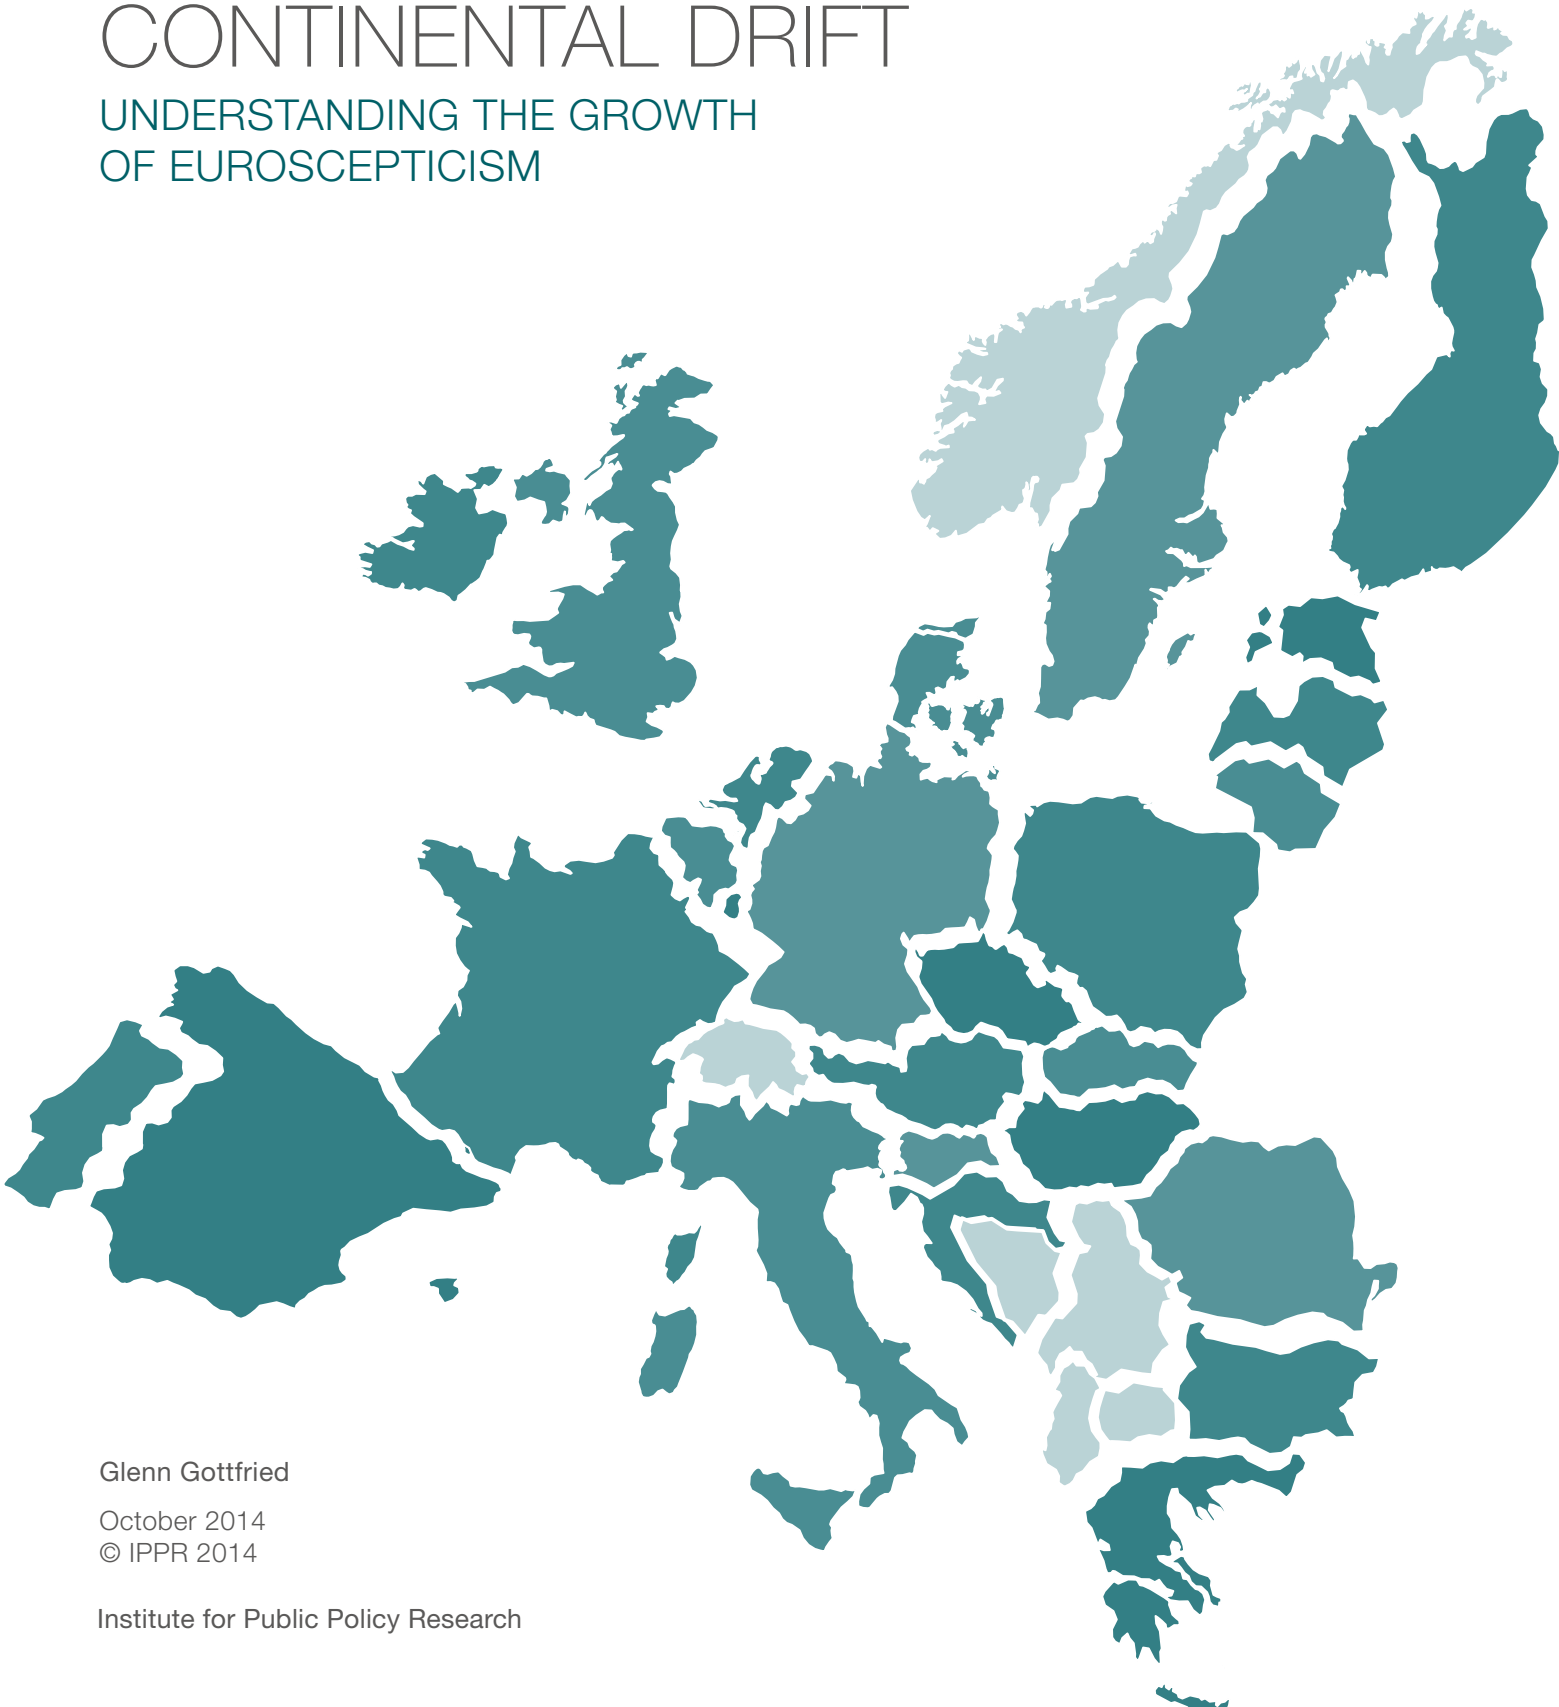 CONTINENTAL DRIFT
UNDERSTANDING THE GROWTH
OF EUROSCEPTICISM
Glenn Gottfried
October 2014
© IPPR 2014
Institute for Public Policy Research